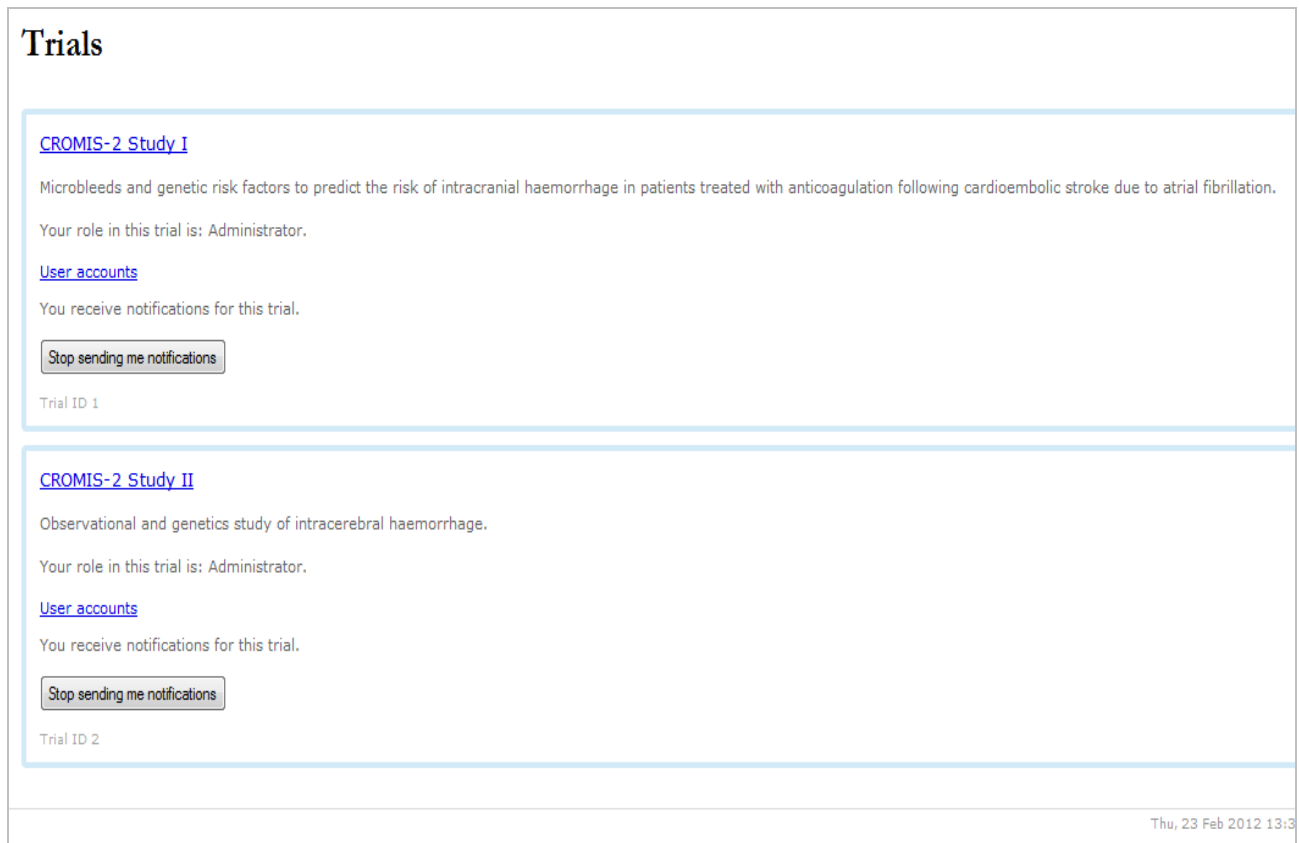 Trials
CROMIS-2 Study I
Microbleeds and genetic risk factors to predict the risk of intracranial haemorrhage in patients treated with anticoagulation following cardioembolic stroke due to atrial fibrillation.
Your role in this trial is: Administrator.
User accounts
You receive notifications for this trial.
Stop sending me notifications
Trial ID 1
CROMIS-2 Study II
Observational and genetics study of intracerebral haemorrhage.
Your role in this trial is: Administrator.
User accounts
You receive notifications for this trial.
Stop sending me notifications
Trial ID 2
Thu, 23 Feb 2012 13:3